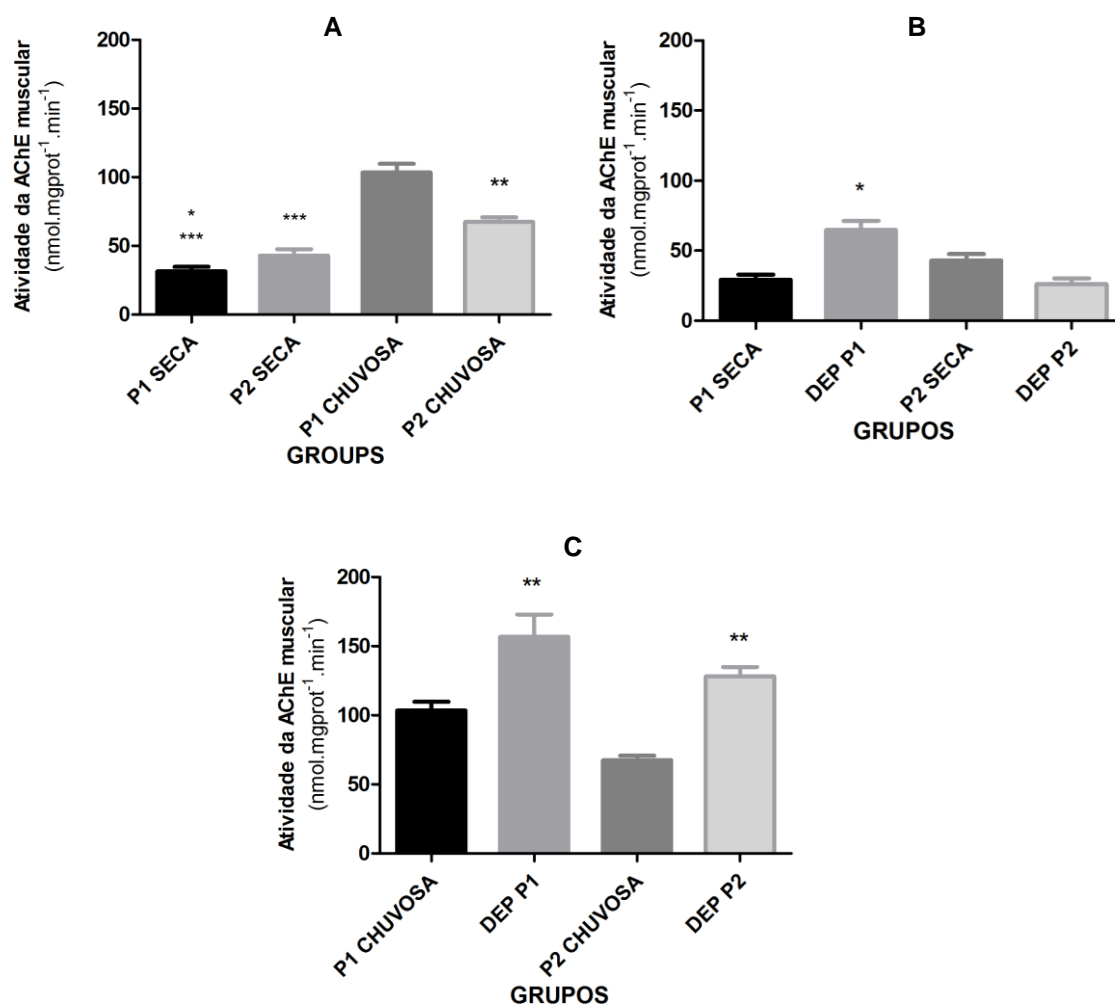 A
Atividade da AChE muscular
(nmol.mgprot⁻¹.min⁻¹)
200
150
100
50
0
*
***
***
**
P1 SECA
P2 SECA
P1 CHUVOSA
P2 CHUVOSA
GROUPS
B
Atividade da AChE muscular
(nmol.mgprot⁻¹.min⁻¹)
200
150
100
50
0
*
P1 SECA
DEP P1
P2 SECA
DEP P2
GRUPOS
C
Atividade da AChE muscular
(nmol.mgprot⁻¹.min⁻¹)
200
150
100
50
0
**
**
P1 CHUVOSA
DEP P1
P2 CHUVOSA
DEP P2
GRUPOS